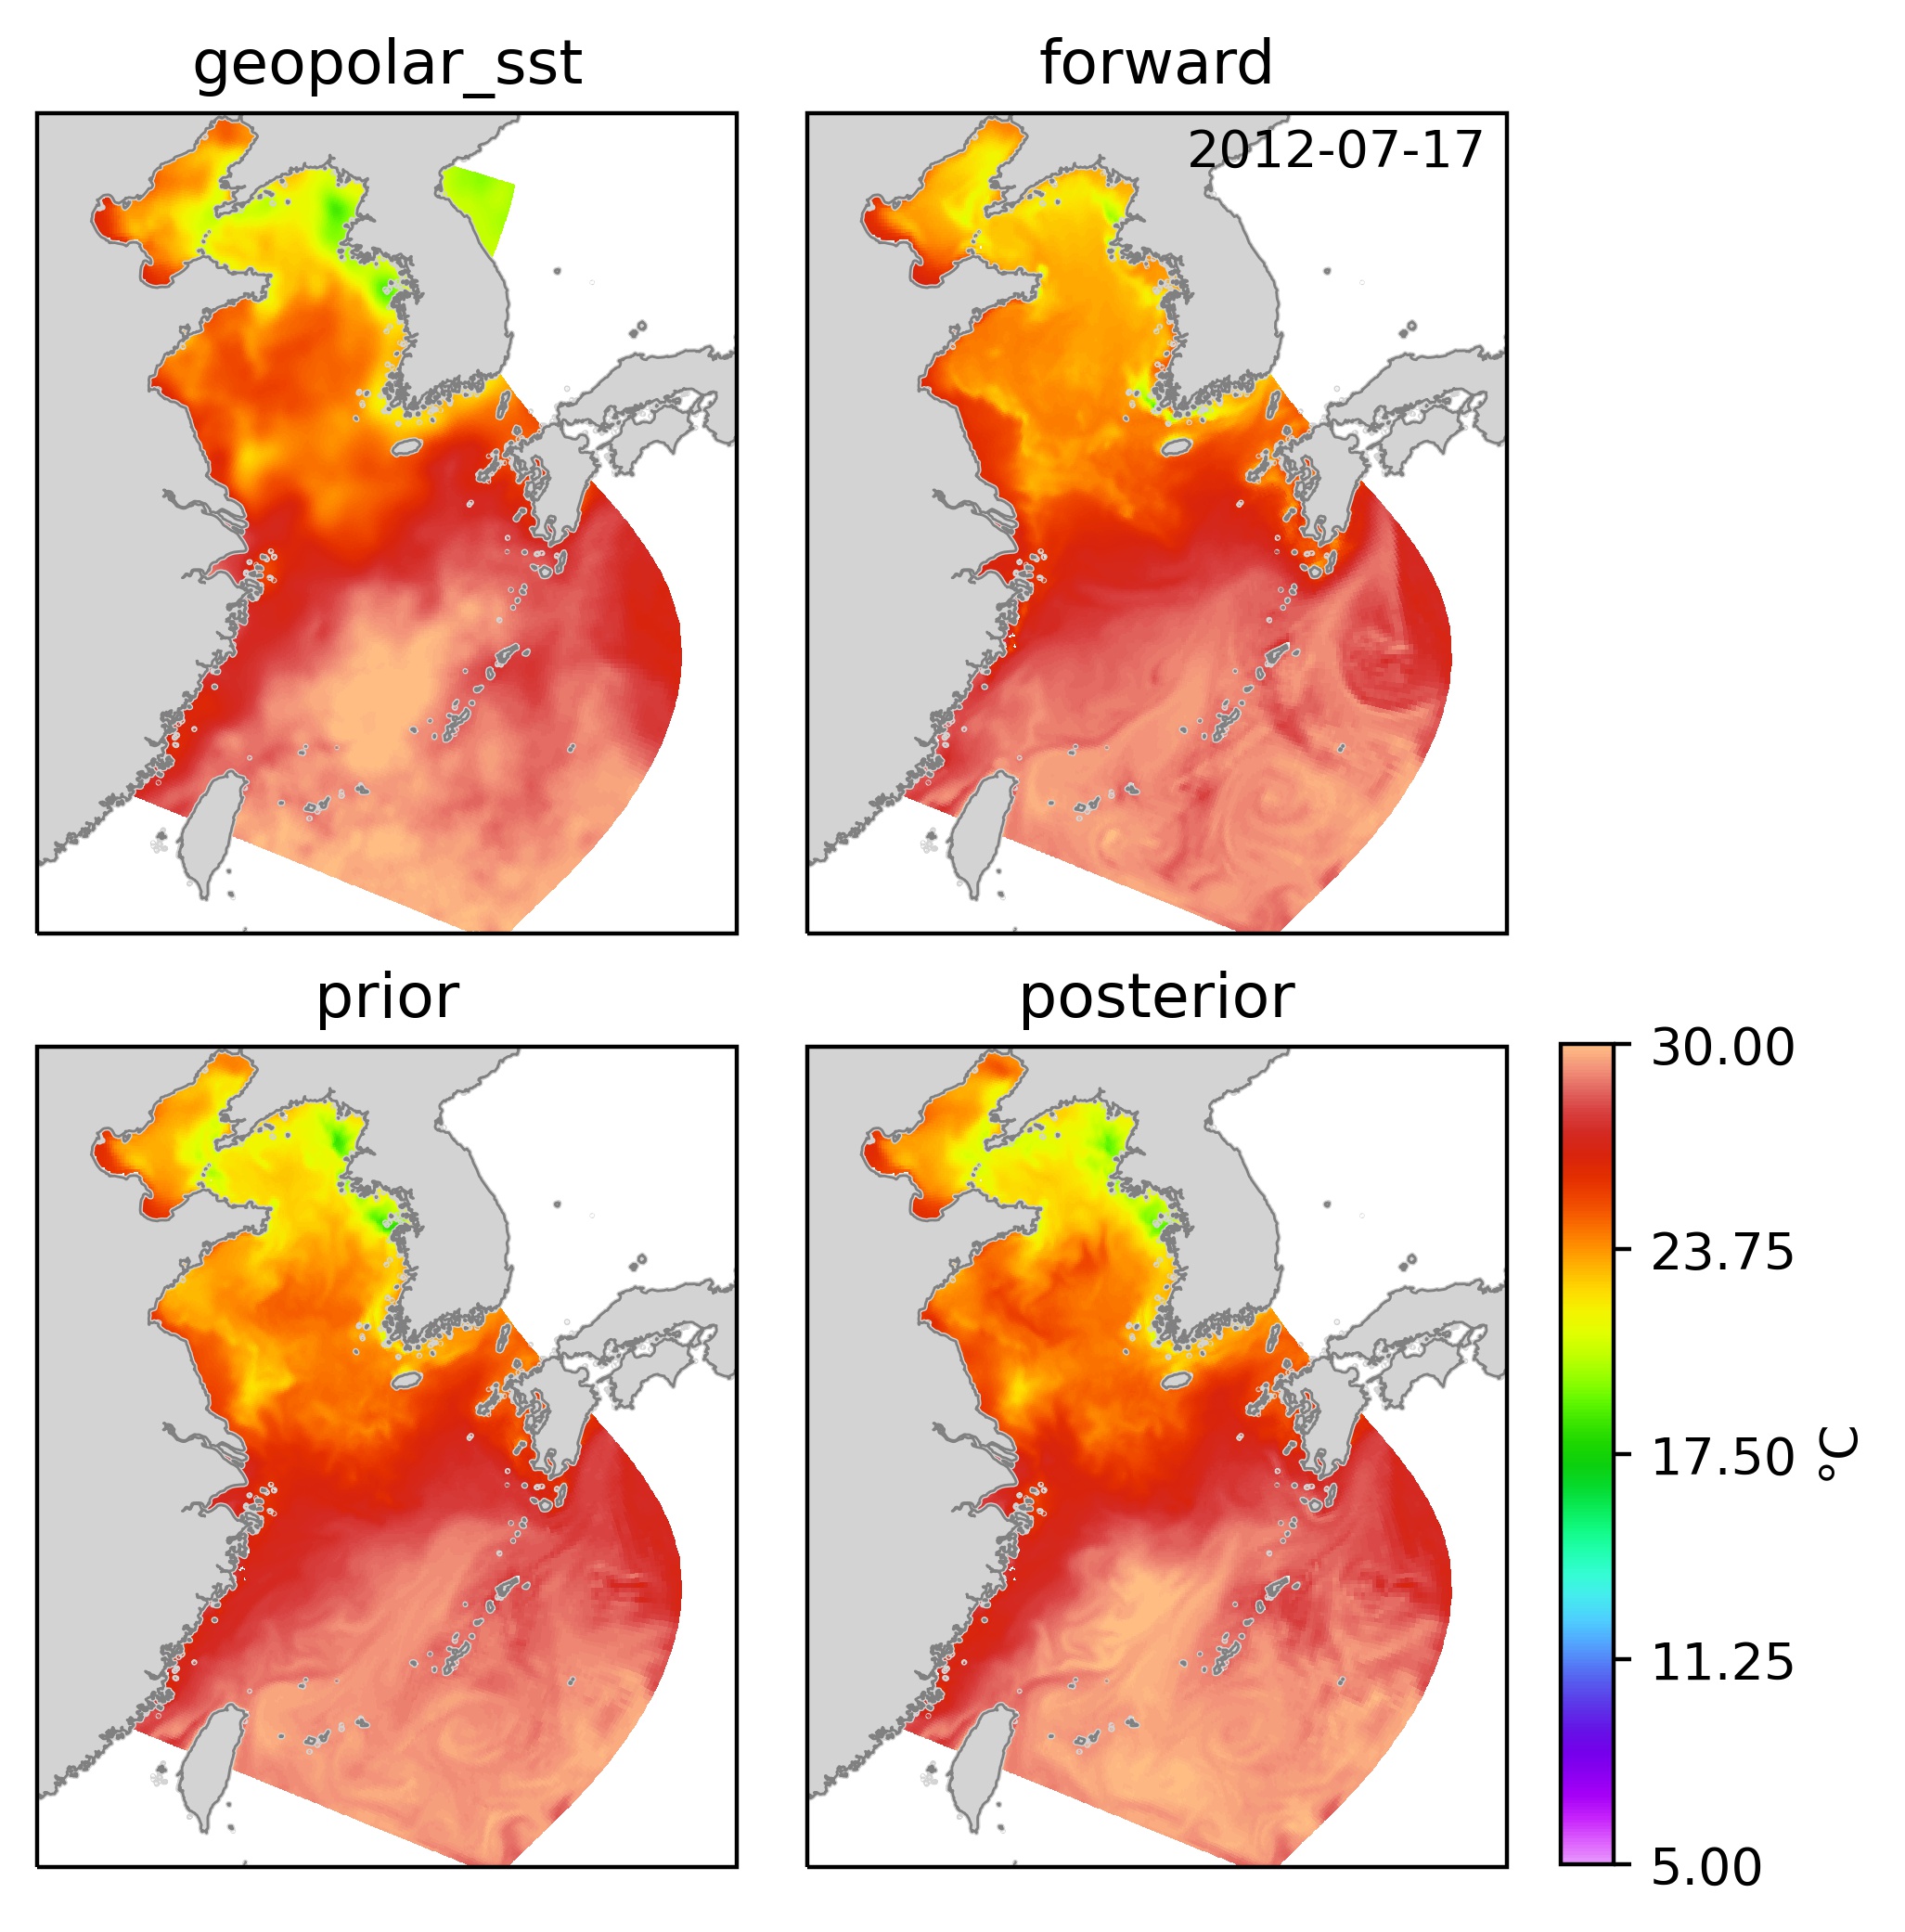 geopolar_sst
forward
2012-07-17
prior
posterior
30.00
23.75
17.50
11.25
5.00
°C